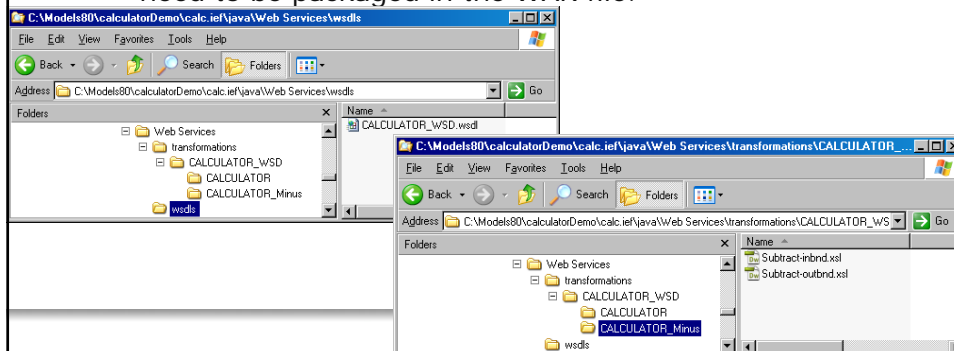 need to be packaged in the WAR file.
C:\Models80\calculatorDemo\calc.ief\java\Web Services\wsdls
File Edit View Favorites Tools Help
Back Search Folders
Address C:\Models80\calculatorDemo\calc.ief\java\Web Services\wsdls Go
Folders x Name
Web Services
transformations
CALCULATOR_WSD
CALCULATOR
CALCULATOR_Minus
wsdls
CALCULATOR_WSD.wsdl
C:\Models80\calculatorDemo\calc.ief\java\Web Services\transformations\CALCULATOR_...
File Edit View Favorites Tools Help
Back Search Folders
Address C:\Models80\calculatorDemo\calc.ief\java\Web Services\transformations\CALCULATOR_WS Go
Folders x Name
Web Services
transformations
CALCULATOR_WSD
CALCULATOR
CALCULATOR_Minus
wsdls
Subtract-inbnd.xsl
Subtract-outbnd.xsl